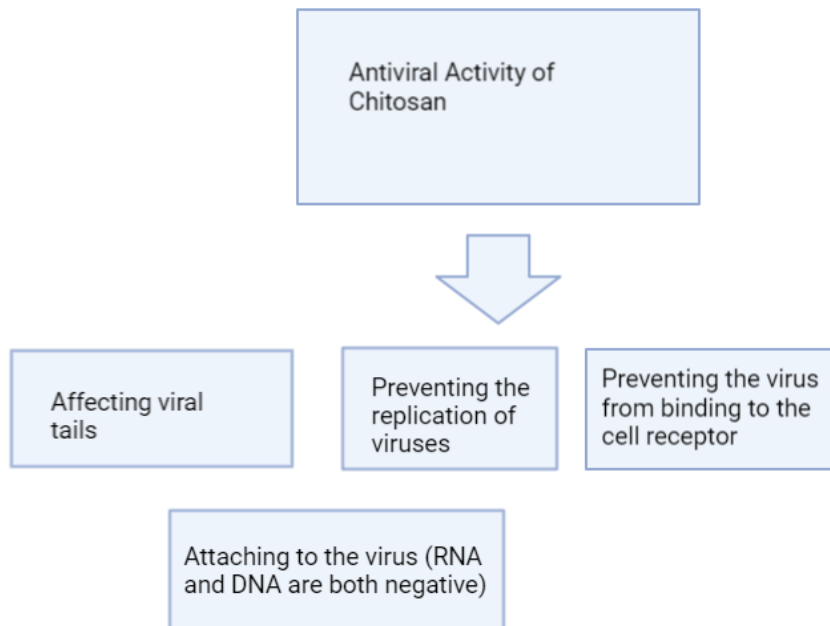 Antiviral Activity of
Chitosan
Affecting viral
tails
Preventing the
replication of
viruses
Preventing the virus
from binding to the
cell receptor
Attaching to the virus (RNA
and DNA are both negative)